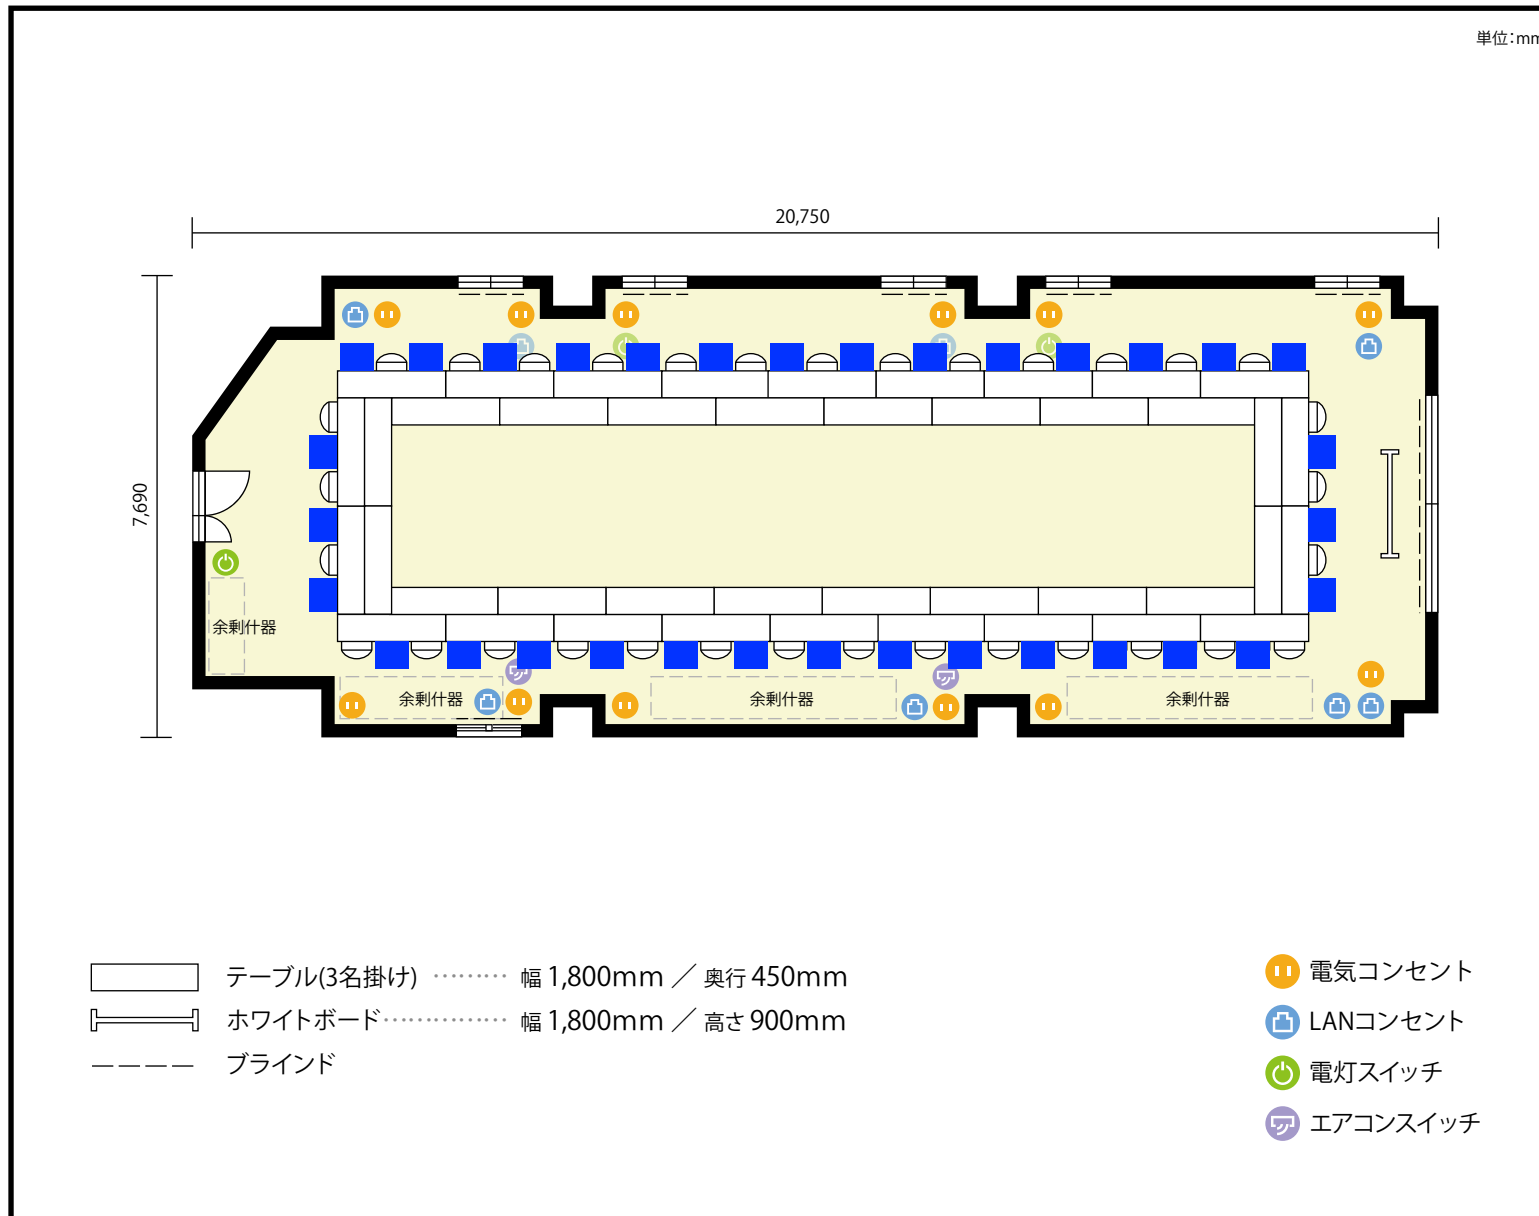 単位：mm
20,750
7,690
余剰什器
余剰什器
余剰什器
余剰什器
テーブル(3名掛け) ‥‥‥‥‥ 幅 1,800mm ／ 奥行 450mm
ホワイトボード‥‥‥‥‥‥‥ 幅 1,800mm ／ 高さ 900mm
ブラインド
電気コンセント
LANコンセント
電灯スイッチ
エアコンスイッチ